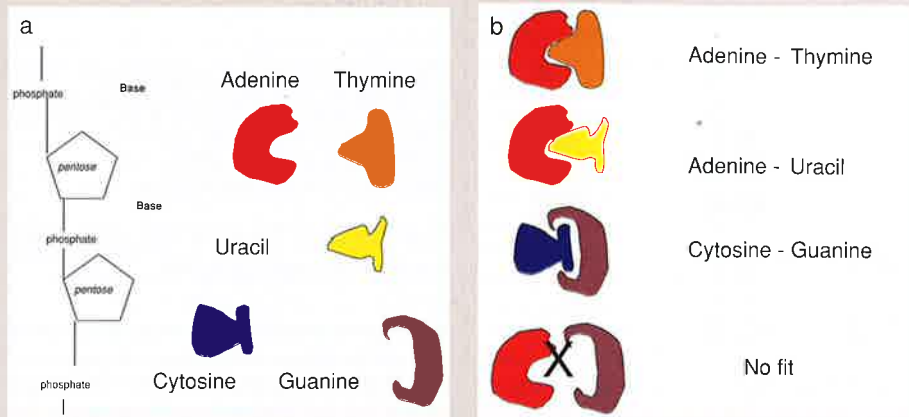 a
phosphate
Base
pentose
Base
phosphate
pentose
phosphate
Adenine Thymine
Uracil
Cytosine Guanine
b
Adenine - Thymine
Adenine - Uracil
Cytosine - Guanine
X
No fit